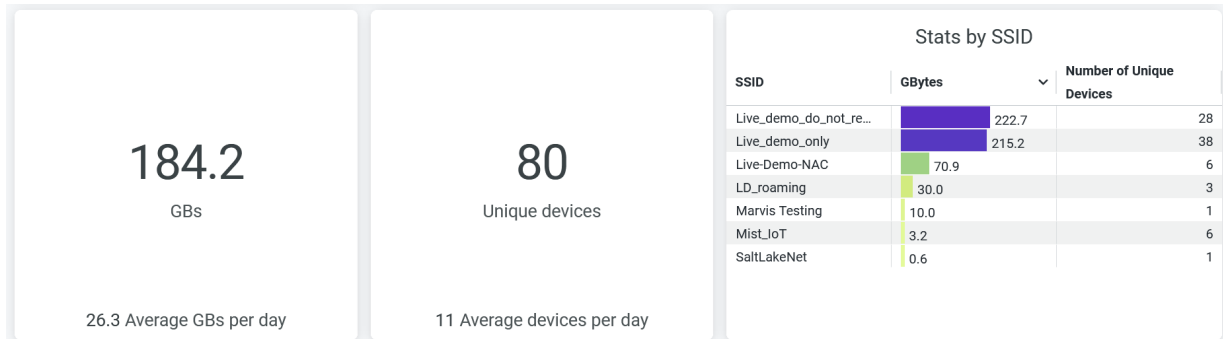 184.2
GBs
26.3 Average GBs per day
80
Unique devices
11 Average devices per day
Stats by SSID
SSID GBytes Number of Unique
Devices
Live_demo_do_not_re... 222.7 28
Live_demo_only 215.2 38
Live-Demo-NAC 70.9 6
LD_roaming 30.0 3
Marvis Testing 10.0 1
Mist_IoT 3.2 6
SaltLakeNet 0.6 1